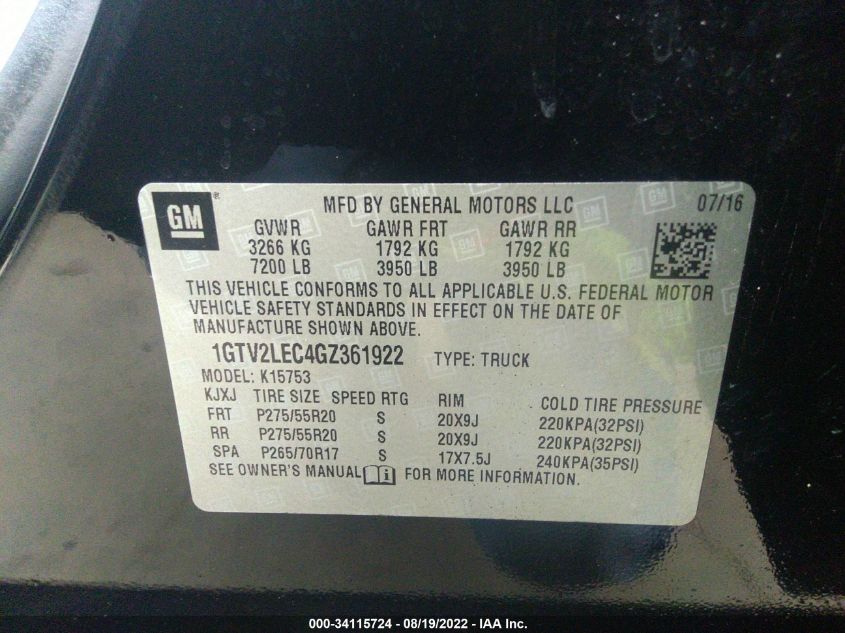 GM ®
MFD BY GENERAL MOTORS LLC 07/16
GVWR GAWR FRT GAWR RR
3266 KG 1792 KG 1792 KG
7200 LB 3950 LB 3950 LB
THIS VEHICLE CONFORMS TO ALL APPLICABLE U.S. FEDERAL MOTOR
VEHICLE SAFETY STANDARDS IN EFFECT ON THE DATE OF
MANUFACTURE SHOWN ABOVE.
1GTV2LEC4GZ361922 TYPE: TRUCK
MODEL: K15753
KJXJ TIRE SIZE SPEED RTG RIM COLD TIRE PRESSURE
FRT P275/55R20 S 20X9J 220KPA(32PSI)
RR P275/55R20 S 20X9J 220KPA(32PSI)
SPA P265/70R17 S 17X7.5J 240KPA(35PSI)
SEE OWNER'S MANUAL FOR MORE INFORMATION.
000-34115724 - 08/19/2022 - IAA Inc.